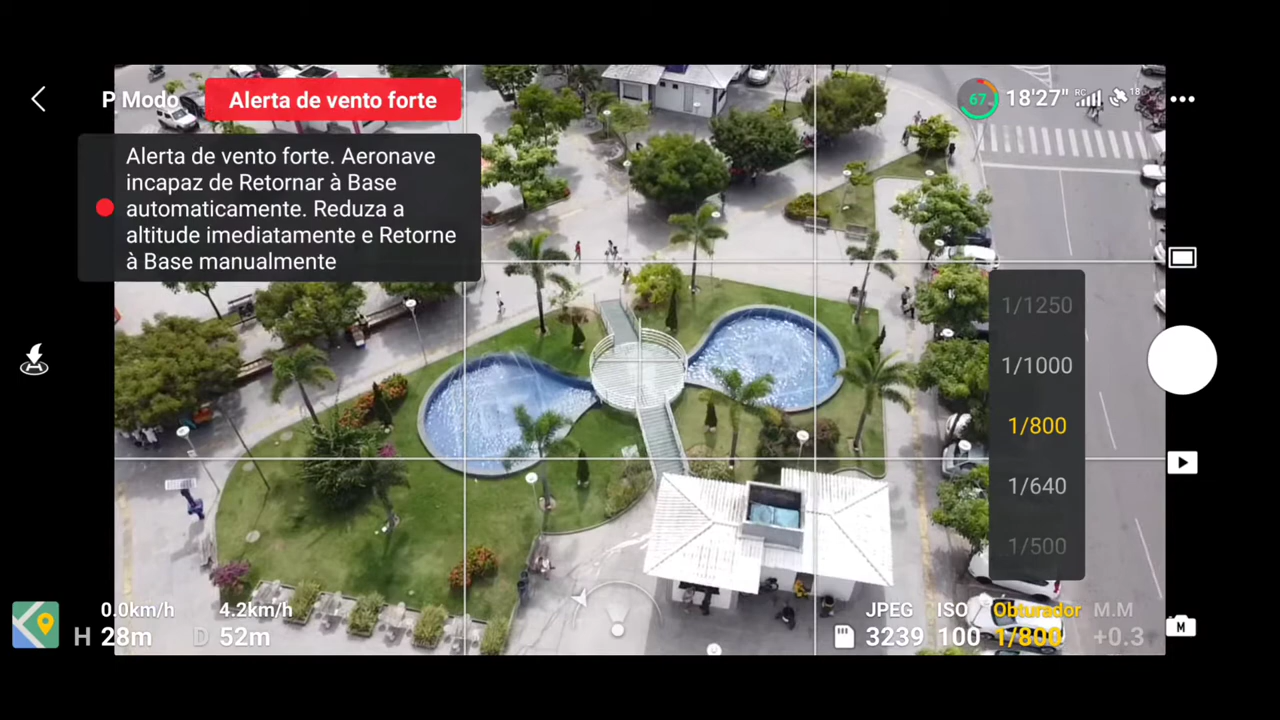 P Modo
Alerta de vento forte
67
18'27"
RC
18
Alerta de vento forte. Aeronave
incapaz de Retornar à Base
automaticamente. Reduza a
altitude imediatamente e Retorne
à Base manualmente
1/1250
1/1000
1/800
1/640
1/500
0.0km/h
4.2km/h
H 28m
D 52m
JPEG
3239
ISO
100
Obturador
1/800
M.M
+0.3
M